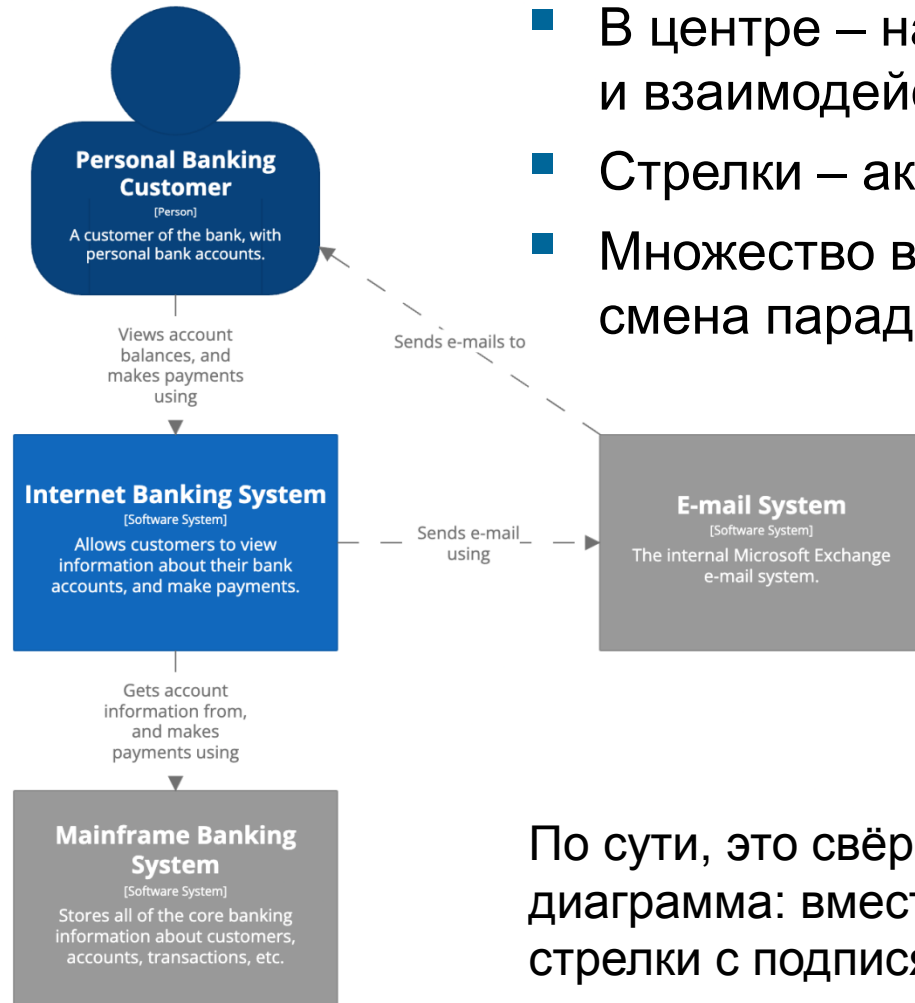 Personal Banking
Customer
[Person]
A customer of the bank, with
personal bank accounts.
В центре –
и
Стрелки –
Множество
смена
Views account
balances, and
makes payments
using
Sends e-mails to
Internet Banking System
[Software System]
Allows customers to view
information about their bank
accounts, and make payments.
Sends e-mail
using
E-mail System
[Software System]
The internal Microsoft Exchange
e-mail system.
Gets account
information from,
and makes
payments using
Mainframe Banking
System
[Software System]
Stores all of the core banking
information about customers,
accounts, transactions, etc.
По сути, это
диаграмма:
стрелки с